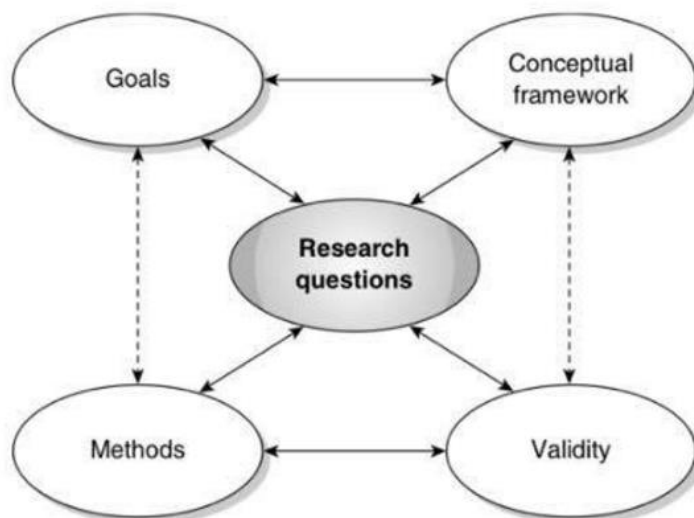 Goals
Conceptual
framework
Research
questions
Methods
Validity